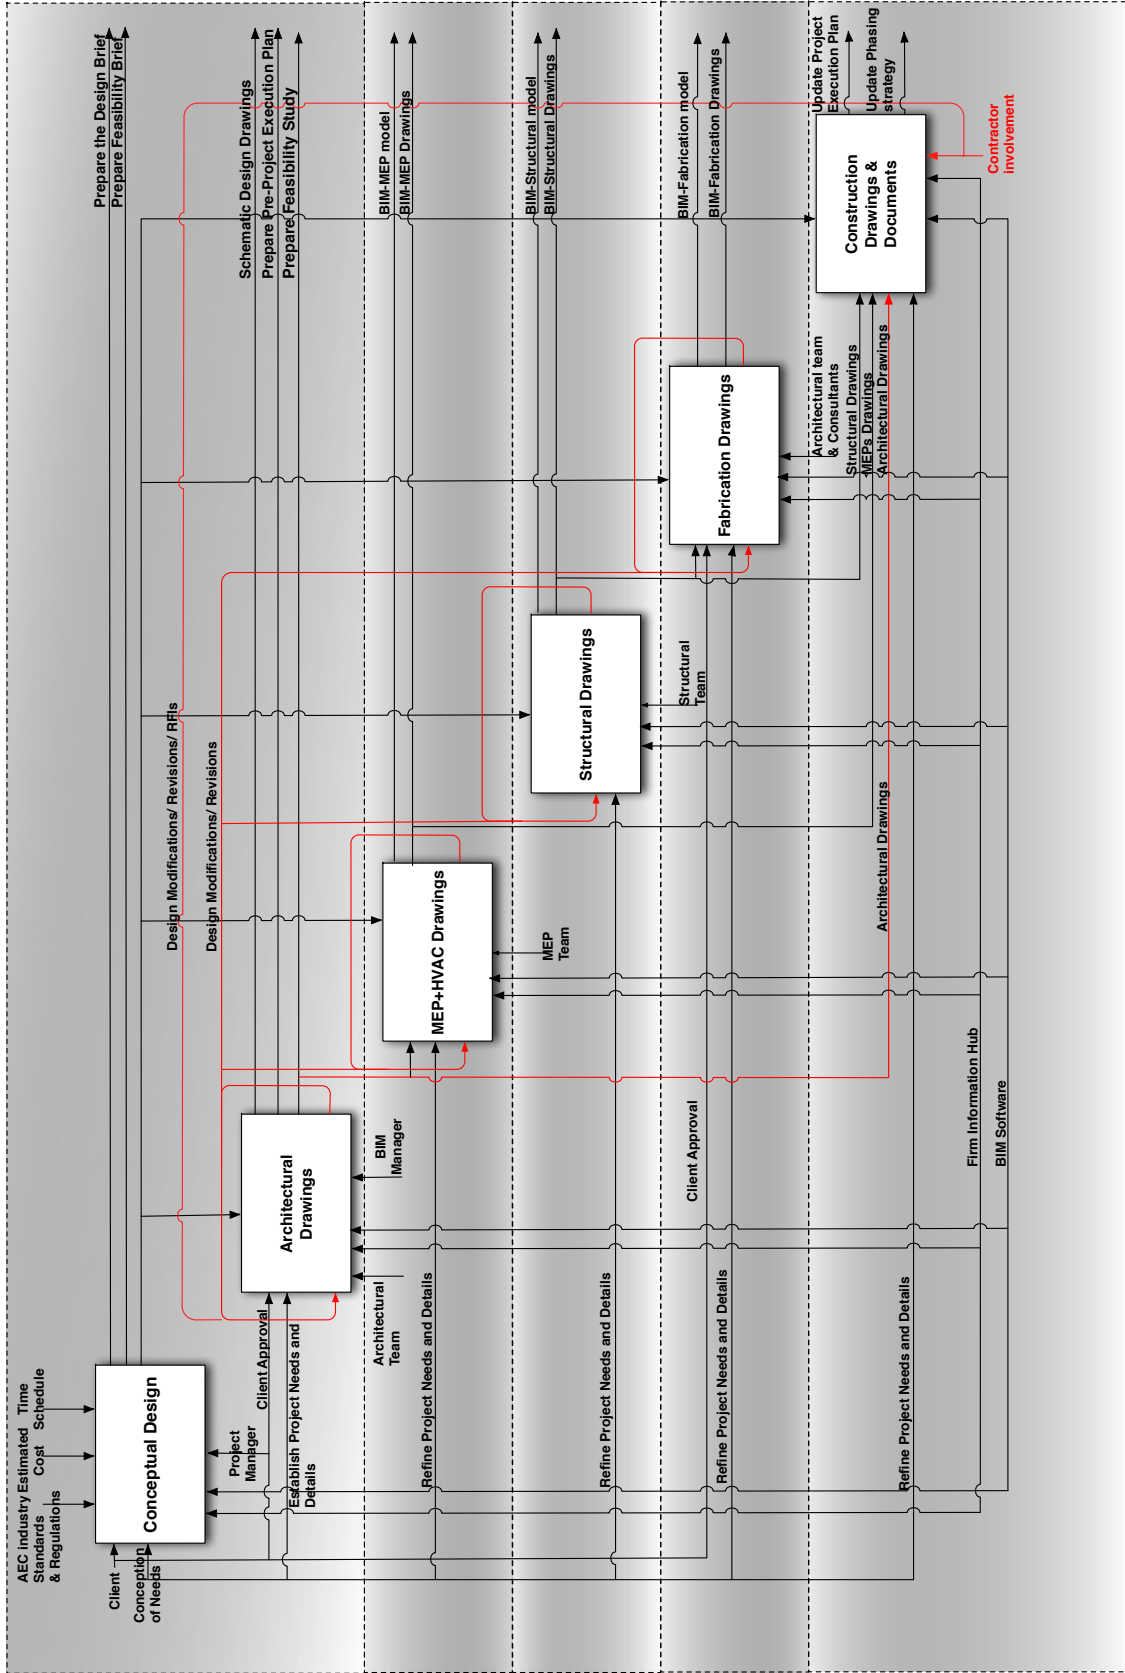 AEC industry
Standards
& Regulations
Estimated
Cost
Time
Schedule
Client
Conception
of Needs
Conceptual Design
Project
Manager
Prepare the Design Brief
Prepare Feasibility Brief
Client Approval
Establish Project Needs and
Details
Architectural
Drawings
Architectural
Team
BIM
Manager
Design Modifications/ Revisions/ RFIs
Design Modifications/ Revisions
Schematic Design Drawings
Prepare Pre-Project Execution Plan
Prepare Feasibility Study
Refine Project Needs and Details
MEP+HVAC Drawings
MEP
Team
BIM-MEP model
BIM-MEP Drawings
Refine Project Needs and Details
Structural Drawings
Structural
Team
BIM-Structural model
BIM-Structural Drawings
Client Approval
Refine Project Needs and Details
Fabrication Drawings
Architectural team
& Consultants
BIM-Fabrication model
BIM-Fabrication Drawings
Structural Drawings
MEPs Drawings
Architectural Drawings
Architectural Drawings
Refine Project Needs and Details
Construction
Drawings &
Documents
Update Project
Execution Plan
Update Phasing
strategy
Contractor
involvement
Firm Information Hub
BIM Software